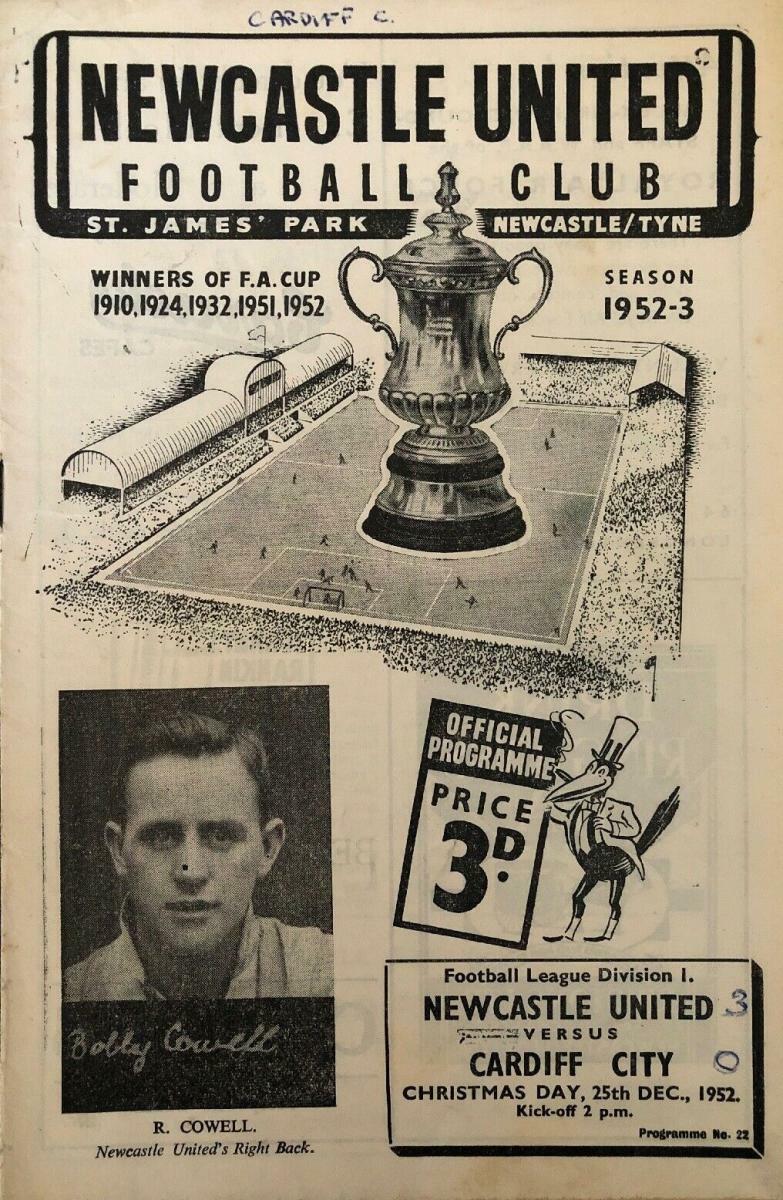 CARDIFF C.
NEWCASTLE UNITED
FOOTBALL CLUB
ST. JAMES' PARK NEWCASTLE/TYNE
WINNERS OF F.A. CUP
1910, 1924, 1932, 1951, 1952
SEASON
1952-3
OFFICIAL
PROGRAMME
PRICE
3D.
Bobby Cowell
R. COWELL.
Newcastle United's Right Back.
Football League Division I.
NEWCASTLE UNITED 3
VERSUS
CARDIFF CITY 0
CHRISTMAS DAY, 25th DEC., 1952.
Kick-off 2 p.m.
Programme No. 22